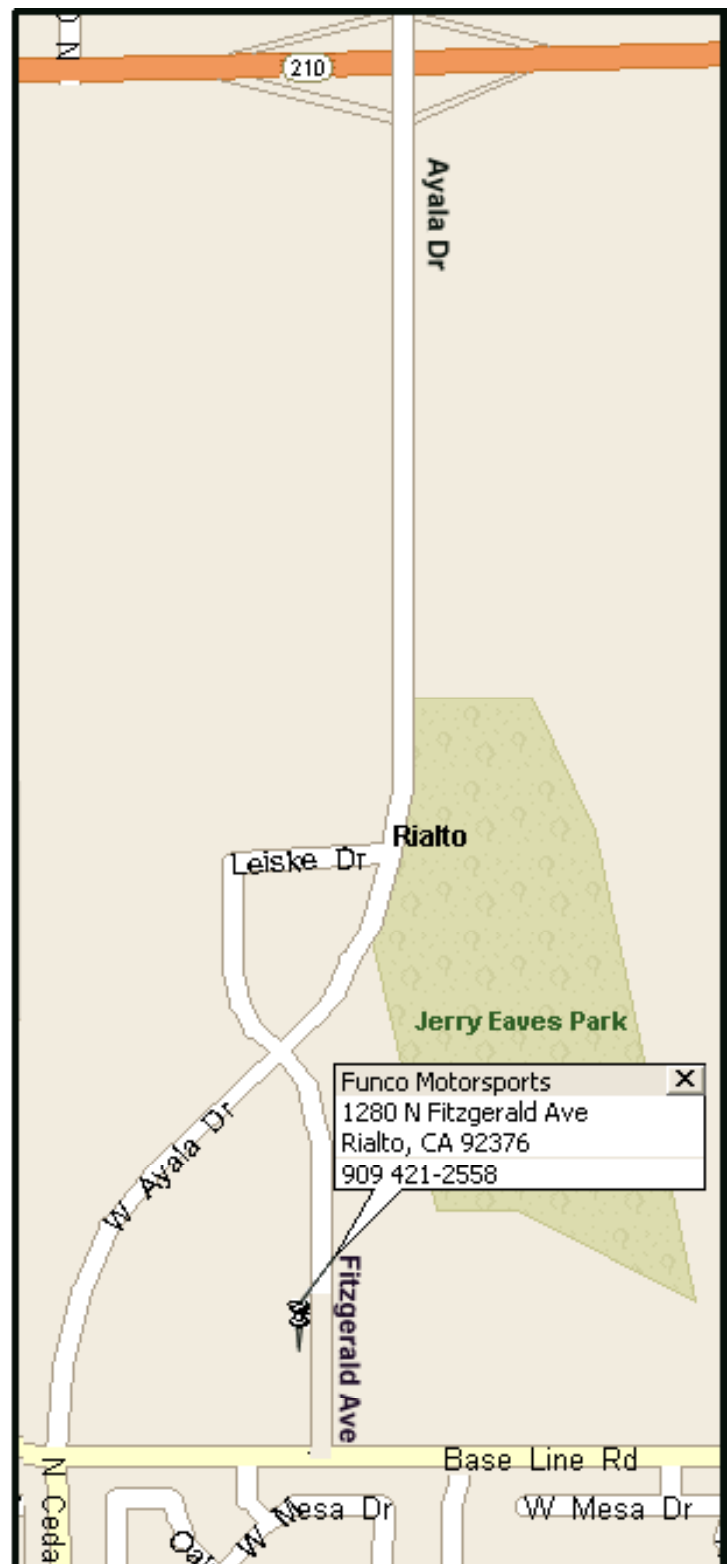 N
210
Ayala Dr
Rialto
Leiske Dr
Jerry Eaves Park
Funco Motorsports
1280 N Fitzgerald Ave
Rialto, CA 92376
909 421-2558
W Ayala Dr
Fitzgerald Ave
Base Line Rd
N Ceda
W Mesa Dr
W Mesa Dr